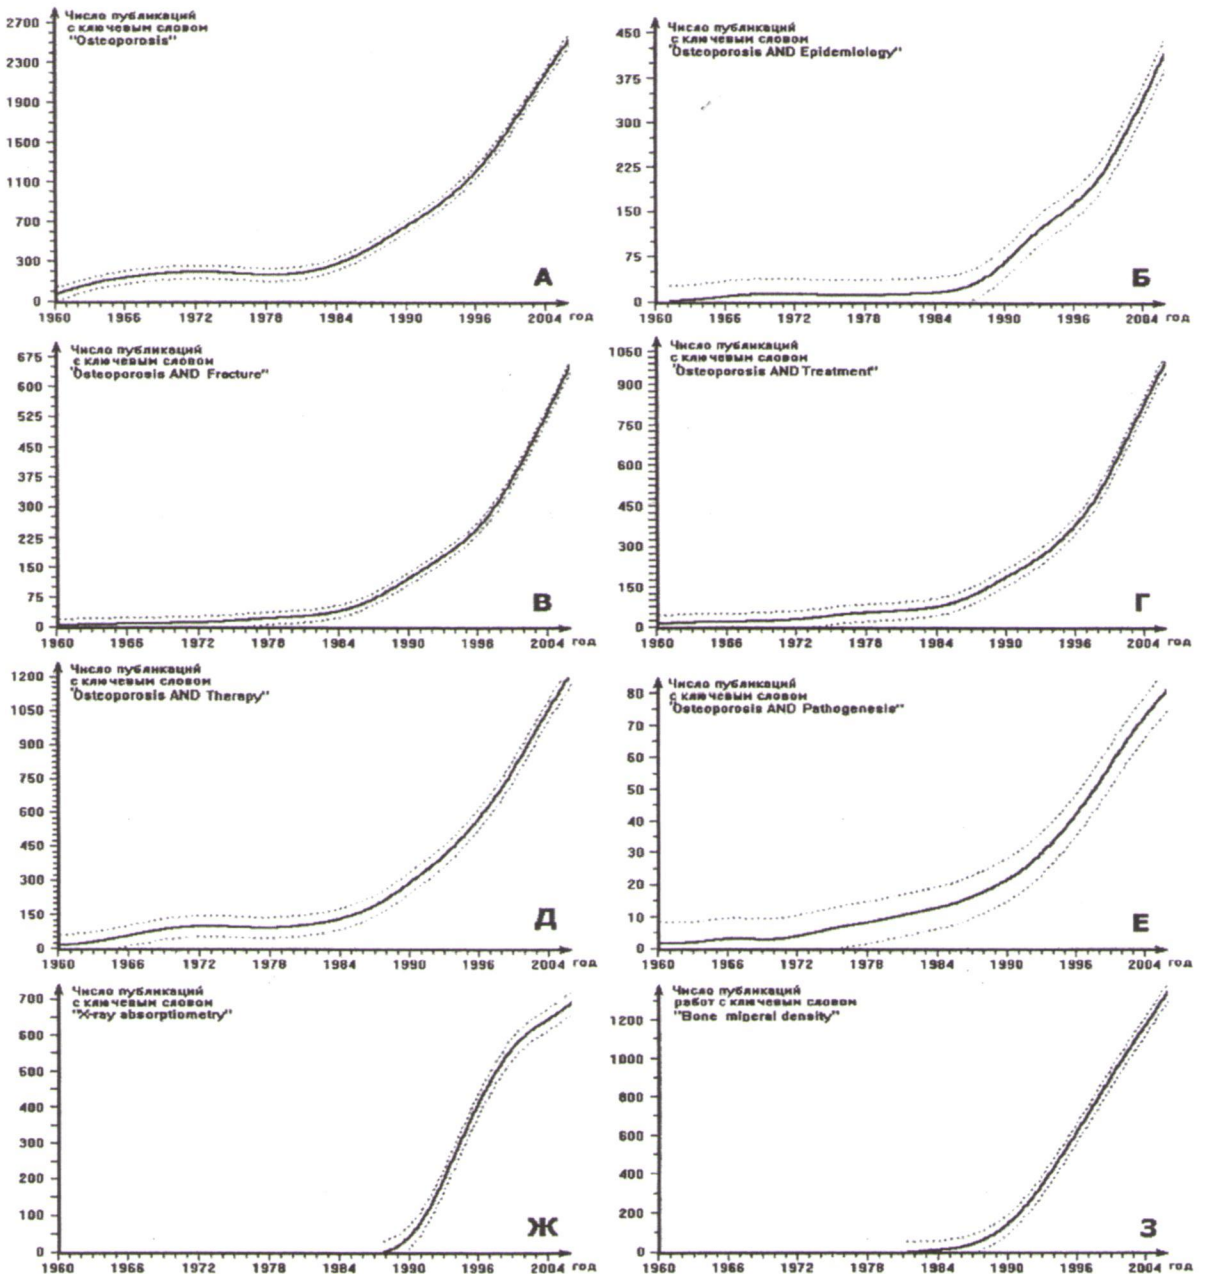 Число публикаций
с ключевым словом
"Osteoporosis"
2700
2300
1900
1500
1100
700
300
0
1960 1966 1972 1978 1984 1990 1996 2004 год
А
Число публикаций
с ключевым словом
"Osteoporosis AND Epidemiology"
450
375
300
225
150
75
0
1960 1966 1972 1978 1984 1990 1996 2004 год
Б
Число публикаций
с ключевым словом
"Osteoporosis AND Fracture"
675
600
525
450
375
300
225
150
75
0
1960 1966 1972 1978 1984 1990 1996 2004 год
В
Число публикаций
с ключевым словом
"Osteoporosis AND Treatment"
1050
900
750
600
450
300
150
0
1960 1966 1972 1978 1984 1990 1996 2004 год
Г
Число публикаций
с ключевым словом
"Osteoporosis AND Therapy"
1200
1050
900
750
600
450
300
150
0
1960 1966 1972 1978 1984 1990 1996 2004 год
Д
Число публикаций
с ключевым словом
"Osteoporosis AND Pathogenesis"
80
70
60
50
40
30
20
10
0
1960 1966 1972 1978 1984 1990 1996 2004 год
Е
Число публикаций
с ключевым словом
"X-ray absorptiometry"
700
600
500
400
300
200
100
0
1960 1966 1972 1978 1984 1990 1996 2004 год
Ж
Число публикаций
работ с ключевым словом
"Bone mineral density"
1200
1000
800
600
400
200
0
1960 1966 1972 1978 1984 1990 1996 2004 год
З